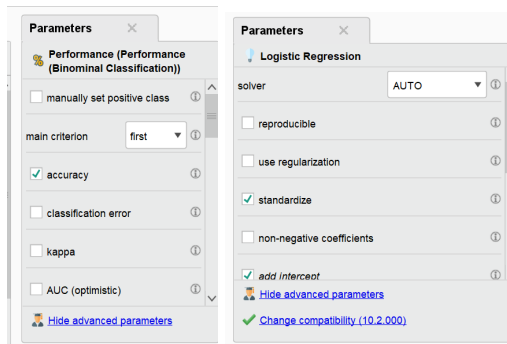 Parameters
Performance (Performance
(Binominal Classification))
manually set positive class
main criterion first
accuracy
classification error
kappa
AUC (optimistic)
Hide advanced parameters
Parameters
Logistic Regression
solver AUTO
reproducible
use regularization
standardize
non-negative coefficients
add intercept
Hide advanced parameters
Change compatibility (10.2.000)